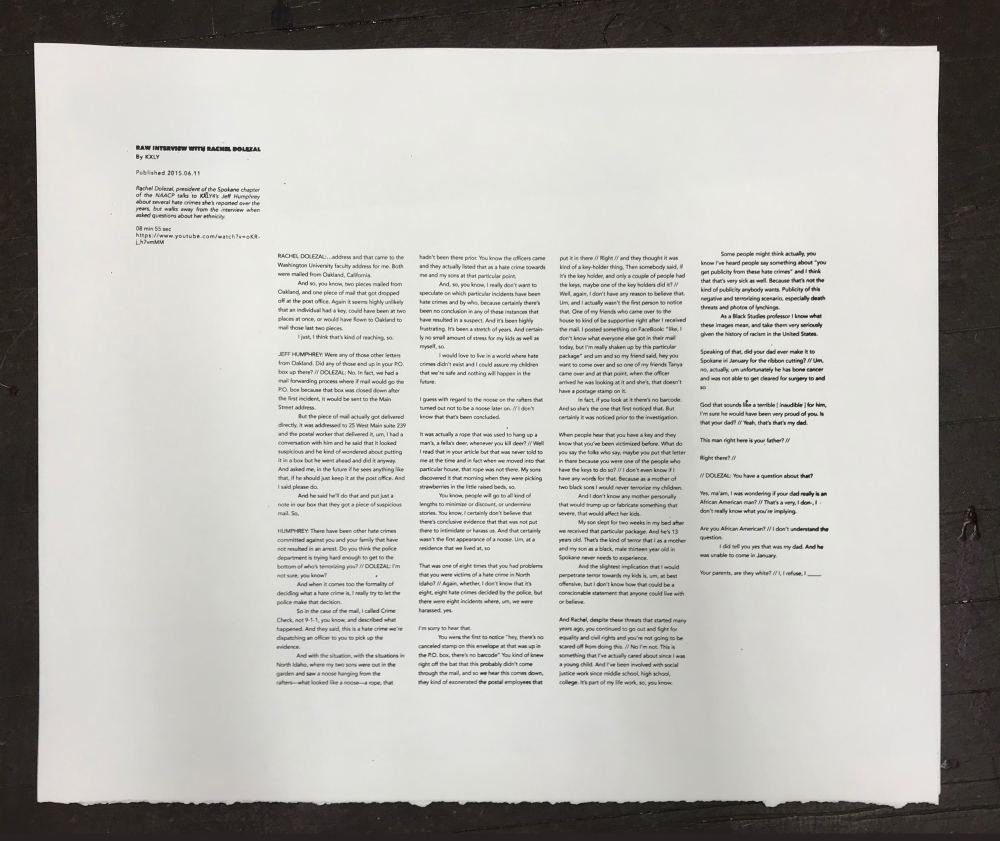 RAW INTERVIEW WITH RACHEL DOLEZAL
By KXLY
Published 2015.06.11
Rachel Dolezal, president of the Spokane chapter
of the NAACP talks to KXLY4's Jeff Humphrey
about several hate crimes she's reported over the
years, but walks away from the interview when
asked questions about her ethnicity.
08 min 55 sec
https://www.youtube.com/watch?v=oKR-
j_h7vmMM
RACHEL DOLEZAL:...address and that came to the
Washington University faculty address for me. Both
were mailed from Oakland, California.
And so, you know, two pieces mailed from
Oakland, and one piece of mail that got dropped
off at the post office. Again it seems highly unlikely
that an individual had a key, could have been at two
places at once, or would have flown to Oakland to
mail those last two pieces.
I just, I think that's kind of reaching, so.
JEFF HUMPHREY: Were any of those other letters
from Oakland. Did any of those end up in your P.O.
box up there? // DOLEZAL: No. In fact, we had a
mail forwarding process where if mail would go the
P.O. box because that box was closed down after
the first incident, it would be sent to the Main
Street address.
But the piece of mail actually got delivered
directly, it was addressed to 25 West Main suite 239
and the postal worker that delivered it, um, I had a
conversation with him and he said that it looked
suspicious and he kind of wondered about putting
it in a box but he went ahead and did it anyway.
And asked me, in the future if he sees anything like
that, if he should just keep it at the post office. And
I said please do.
And he said he'll do that and put just a
note in our box that they got a piece of suspicious
mail. So,
HUMPHREY: There have been other hate crimes
committed against you and your family that have
not resulted in an arrest. Do you think the police
department is trying hard enough to get to the
bottom of who's terrorizing you? // DOLEZAL: I'm
not sure, you know?
And when it comes too the formality of
deciding what a hate crime is, I really try to let the
police make that decision.
So in the case of the mail, I called Crime
Check, not 9-1-1, you know, and described what
happened. And they said, this is a hate crime we're
dispatching an officer to you to pick up the
evidence.
And with the situation, with the situations in
North Idaho, where my two sons were out in the
garden and saw a noose hanging from the
rafters—what looked like a noose—a rope, that
hadn't been there prior. You know the officers came
and they actually listed that as a hate crime towards
me and my sons at that particular point.
And, so, you know, I really don't want to
speculate on which particular incidents have been
hate crimes and by who, because certainly there's
been no conclusion in any of these instances that
have resulted in a suspect. And it's been highly
frustrating. It's been a stretch of years. And certain-
ly no small amount of stress for my kids as well as
myself, so.
I would love to live in a world where hate
crimes didn't exist and I could assure my children
that we're safe and nothing will happen in the
future.
I guess with regard to the noose on the rafters that
turned out not to be a noose later on. // I don't
know that that's been concluded.
It was actually a rope that was used to hang up a
man's, a fella's deer, whenever you kill deer? // Well
I read that in your article but that was never told to
me at the time and in fact when we moved into that
particular house, that rope was not there. My sons
discovered it that morning when they were picking
strawberries in the little raised beds, so.
You know, people will go to all kind of
lengths to minimize or discount, or undermine
stories. You know, I certainly don't believe that
there's conclusive evidence that that was not put
there to intimidate or harass us. And that certainly
wasn't the first appearance of a noose. Um, at a
residence that we lived at, so
That was one of eight times that you had problems
that you were victims of a hate crime in North
Idaho? // Again, whether, I don't know that it's
eight, eight hate crimes decided by the police, but
there were eight incidents where, um, we were
harassed, yes.
I'm sorry to hear that.
You were the first to notice "hey, there's no
canceled stamp on this envelope at that was up in
the P.O. box, there's no barcode" You kind of knew
right off the bat that this probably didn't come
through the mail, and so we hear this comes down,
they kind of exonerated the postal employees that
put it in there // Right // and they thought it was
kind of a key-holder thing, Then somebody said, if
it's the key holder, and only a couple of people had
the keys, maybe one of the key holders did it? //
Well, again, I don't have any reason to believe that.
Um, and I actually wasn't the first person to notice
that. One of my friends who came over to the
house to kind of be supportive right after I received
the mail. I posted something on FaceBook: "like, I
don't know what everyone else got in their mail
today, but I'm really shaken up by this particular
package" and um and so my friend said, hey you
want to come over and so one of my friends Tanya
came over and at that point, when the officer
arrived he was looking at it and she's, that doesn't
have a postage stamp on it.
In fact, if you look at it there's no barcode.
And so she's the one that first noticed that. But
certainly it was noticed prior to the investigation.
When people hear that you have a key and they
know that you've been victimized before. What do
you say the folks who say, maybe you put that letter
in there because you were one of the people who
have the keys to do so? // I don't even know if I
have any words for that. Because as a mother of
two black sons I would never terrorize my children.
And I don't know any mother personally
that would trump up or fabricate something that
severe, that would affect her kids.
My son slept for two weeks in my bed after
we received that particular package. And he's 13
years old. That's the kind of terror that I as a mother
and my son as a black, male thirteen year old in
Spokane never needs to experience.
And the slightest implication that I would
perpetrate terror towards my kids is, um, at best
offensive, but I don't know how that could be a
conscionable statement that anyone could live with
or believe.
And Rachel, despite these threats that started many
years ago, you continued to go out and fight for
equality and civil rights and you're not going to be
scared off from doing this. // No I'm not. This is
something that I've actually cared about since I was
a young child. And I've been involved with social
justice work since middle school, high school,
college. It's part of my life work, so, you know.
Some people might think actually, you
know I've heard people say something about "you
get publicity from these hate crimes" and I think
that that's very sick as well. Because that's not the
kind of publicity anybody wants. Publicity of this
negative and terrorizing scenario, especially death
threats and photos of lynchings.
As a Black Studies professor I know what
these images mean, and take them very seriously
given the history of racism in the United States.
Speaking of that, did your dad ever make it to
Spokane in January for the ribbon cutting? // Um,
no, actually, um unfortunately he has bone cancer
and was not able to get cleared for surgery to and
so
God that sounds like a terrible | inaudible | for him,
I'm sure he would have been very proud of you. Is
that your dad? // Yeah, that's that's my dad.
This man right here is your father? //
Right there? //
// DOLEZAL: You have a question about that?
Yes, ma'am, I was wondering if your dad really is an
African American man? // That's a very, I don-, I -
don't really know what you're implying.
Are you African American? // I don't understand the
question.
I did tell you yes that was my dad. And he
was unable to come in January.
Your parents, are they white? // I, I refuse, I ____